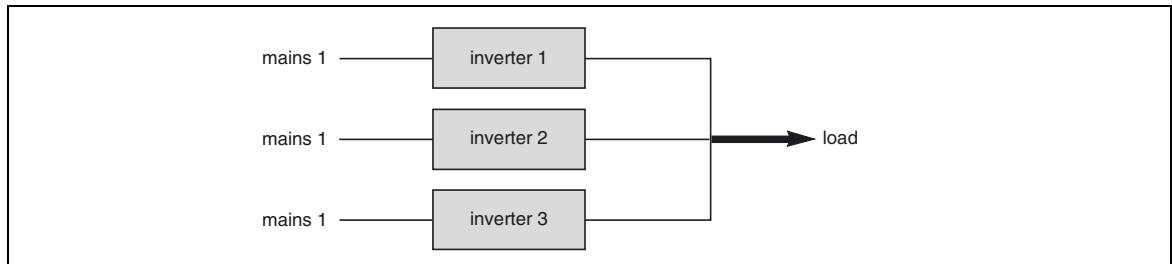 mains 1 inverter 1
mains 1 inverter 2 load
mains 1 inverter 3